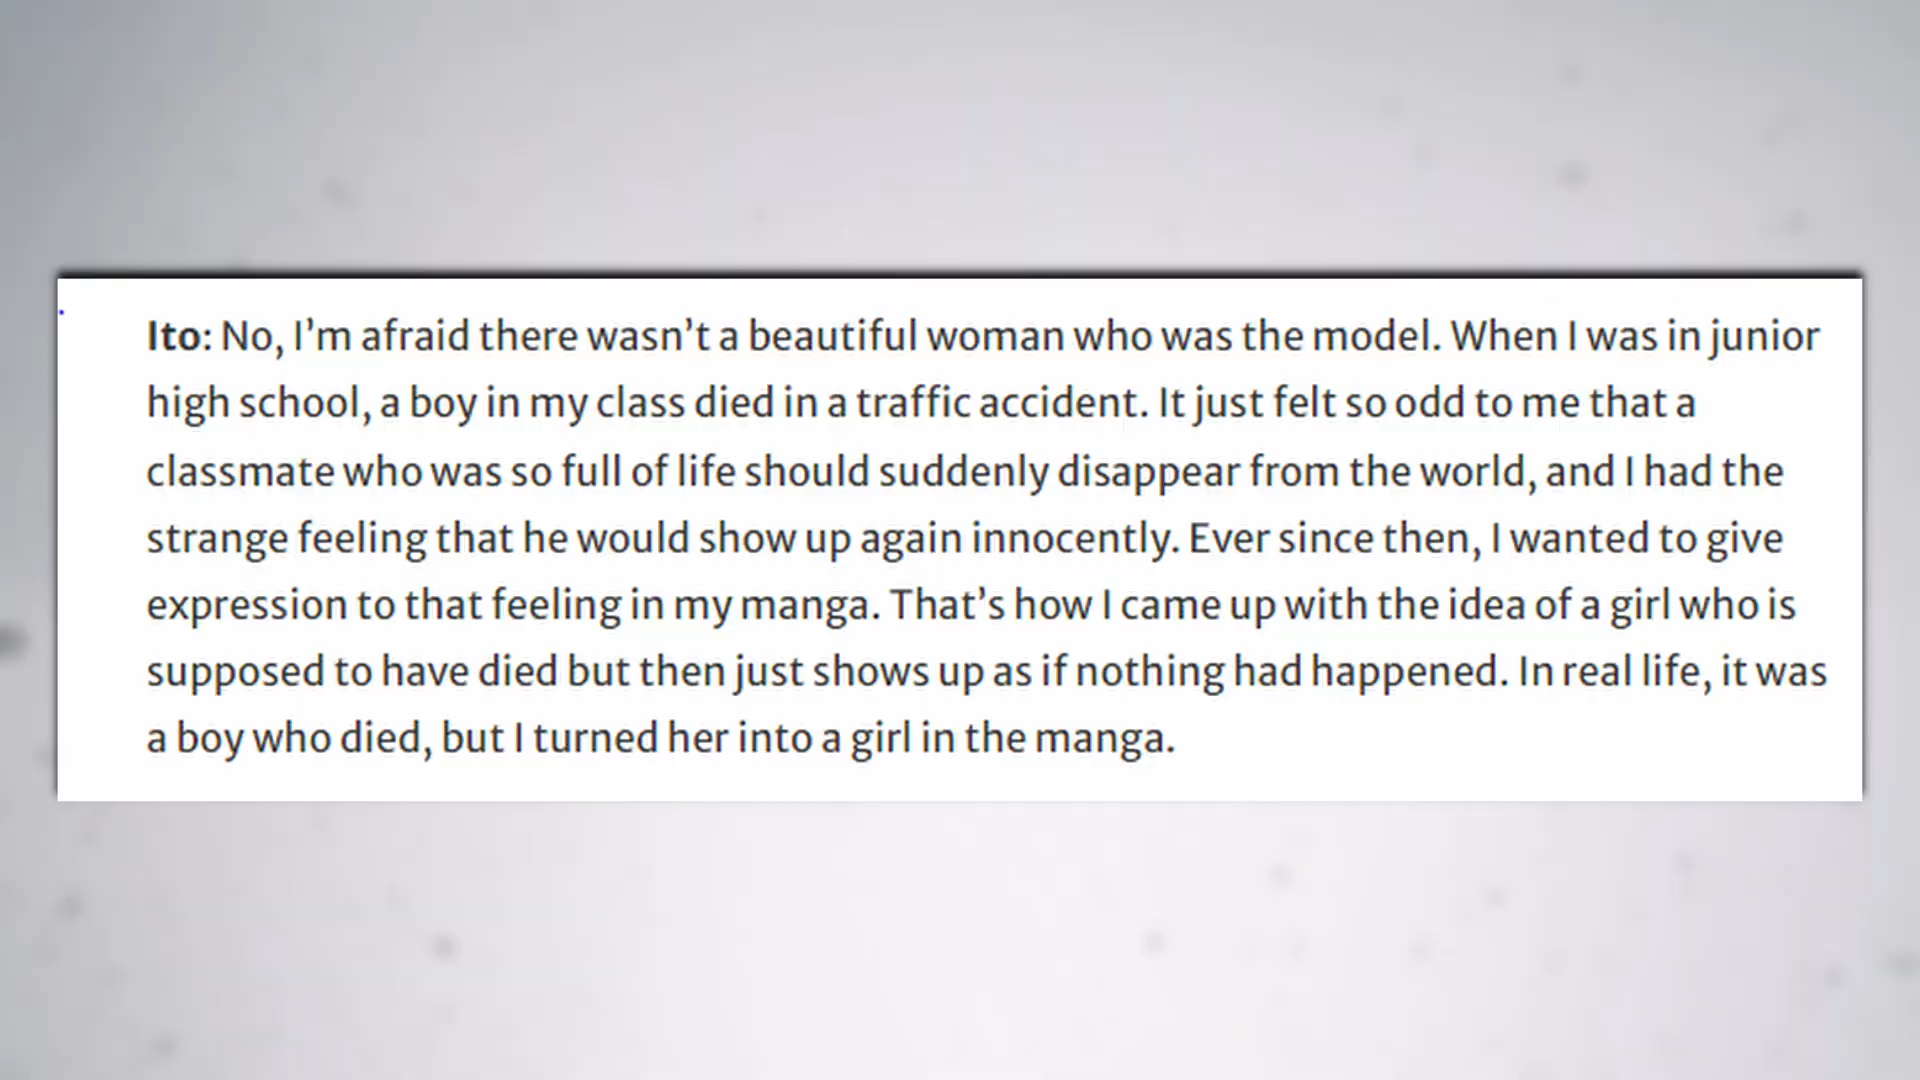 Ito: No, I’m afraid there wasn’t a beautiful woman who was the model. When I was in junior
high school, a boy in my class died in a traffic accident. It just felt so odd to me that a
classmate who was so full of life should suddenly disappear from the world, and I had the
strange feeling that he would show up again innocently. Ever since then, I wanted to give
expression to that feeling in my manga. That’s how I came up with the idea of a girl who is
supposed to have died but then just shows up as if nothing had happened. In real life, it was
a boy who died, but I turned her into a girl in the manga.